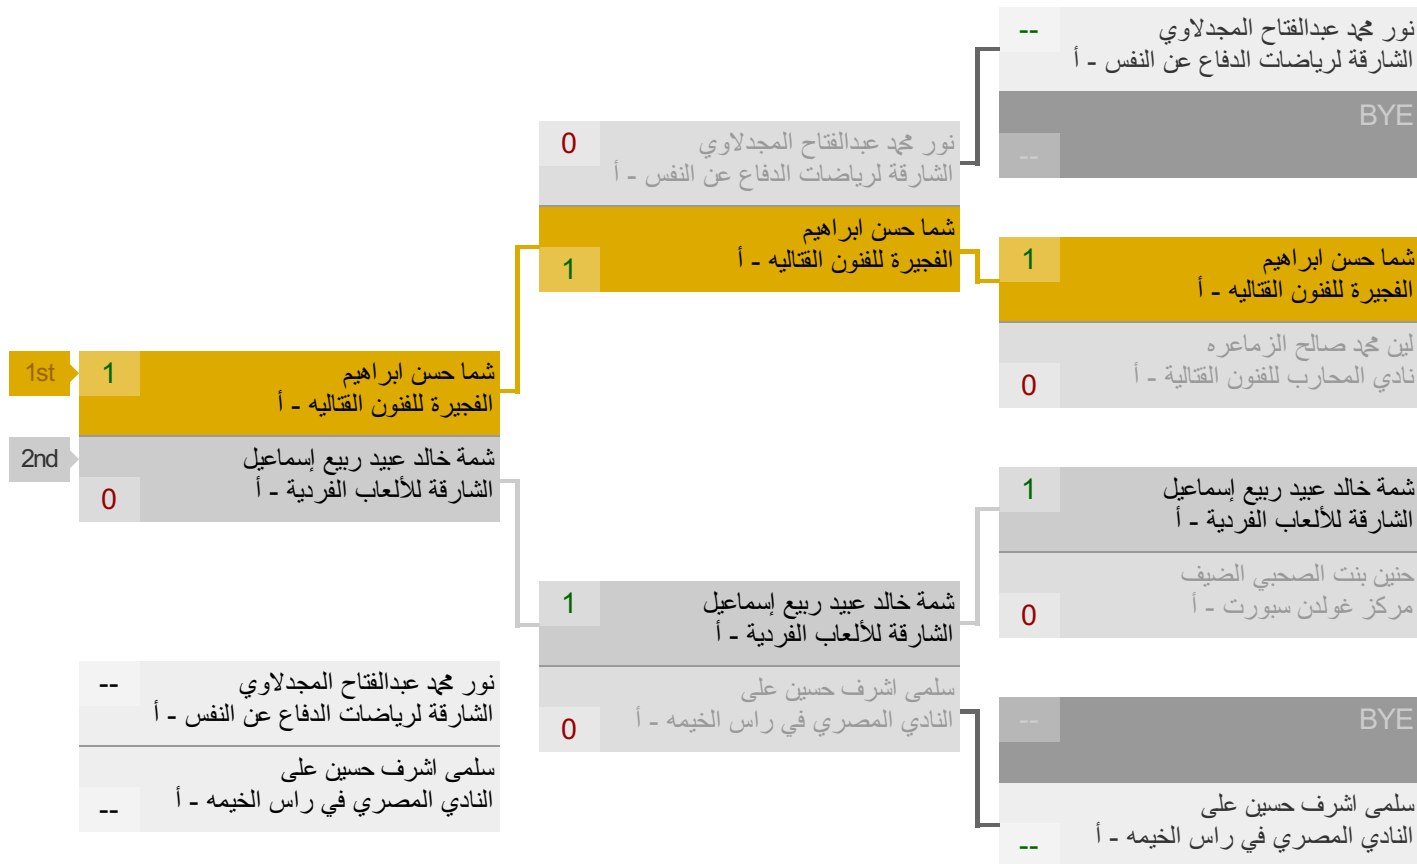 نور محمد عبدالفتاح المجدلاوي
--
الشارقة لرياضات الدفاع عن النفس - أ
BYE
--
شما حسن ابراهيم
1
الفجيرة للفنون القتاليه - أ
لين محمد صالح الزماعره
نادي المحارب للفنون القتالية - أ
0
شمة خالد عبيد ربيع إسماعيل
1
الشارقة للألعاب الفردية - أ
حنين بنت الصحبي الضيف
مركز غولدن سبورت - أ
0
BYE
--
سلمى اشرف حسين على
النادي المصري في راس الخيمه - أ
--
نور محمد عبدالفتاح المجدلاوي
0
الشارقة لرياضات الدفاع عن النفس - أ
شما حسن ابراهيم
الفجيرة للفنون القتاليه - أ
1
شمة خالد عبيد ربيع إسماعيل
1
الشارقة للألعاب الفردية - أ
سلمى اشرف حسين على
النادي المصري في راس الخيمه - أ
0
شما حسن ابراهيم
1
1st
الفجيرة للفنون القتاليه - أ
شمة خالد عبيد ربيع إسماعيل
2nd
الشارقة للألعاب الفردية - أ
0
نور محمد عبدالفتاح المجدلاوي
--
الشارقة لرياضات الدفاع عن النفس - أ
سلمى اشرف حسين على
النادي المصري في راس الخيمه - أ
--